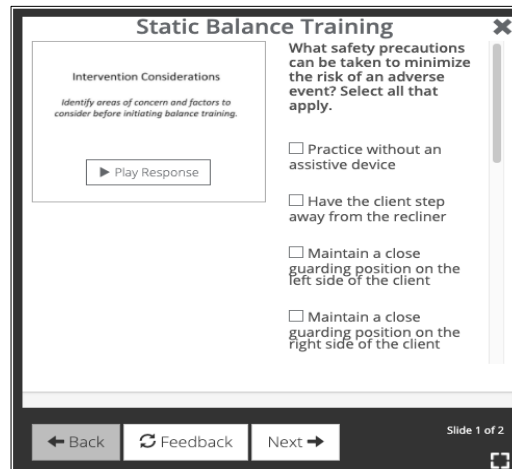 Static Balance Training
Intervention Considerations
Identify areas of concern and factors to
consider before initiating balance training.
Play Response
What safety precautions
can be taken to minimize
the risk of an adverse
event? Select all that
apply.
Practice without an
assistive device
Have the client step
away from the recliner
Maintain a close
guarding position on the
left side of the client
Maintain a close
guarding position on the
right side of the client
Back
Feedback
Next
Slide 1 of 2